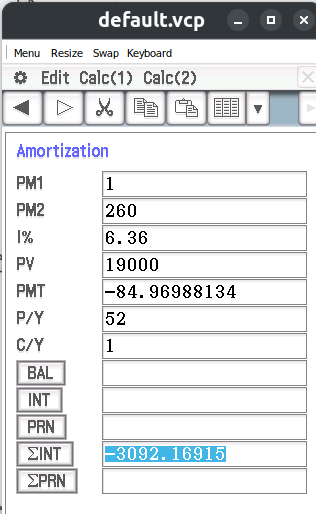 default.vcp
Menu Resize Swap Keyboard
Edit Calc(1) Calc(2)
Amortization
PM1 1
PM2 260
I% 6.36
PV 19000
PMT -84.96988134
P/Y 52
C/Y 1
BAL
INT
PRN
ΣINT -3092.16915
ΣPRN